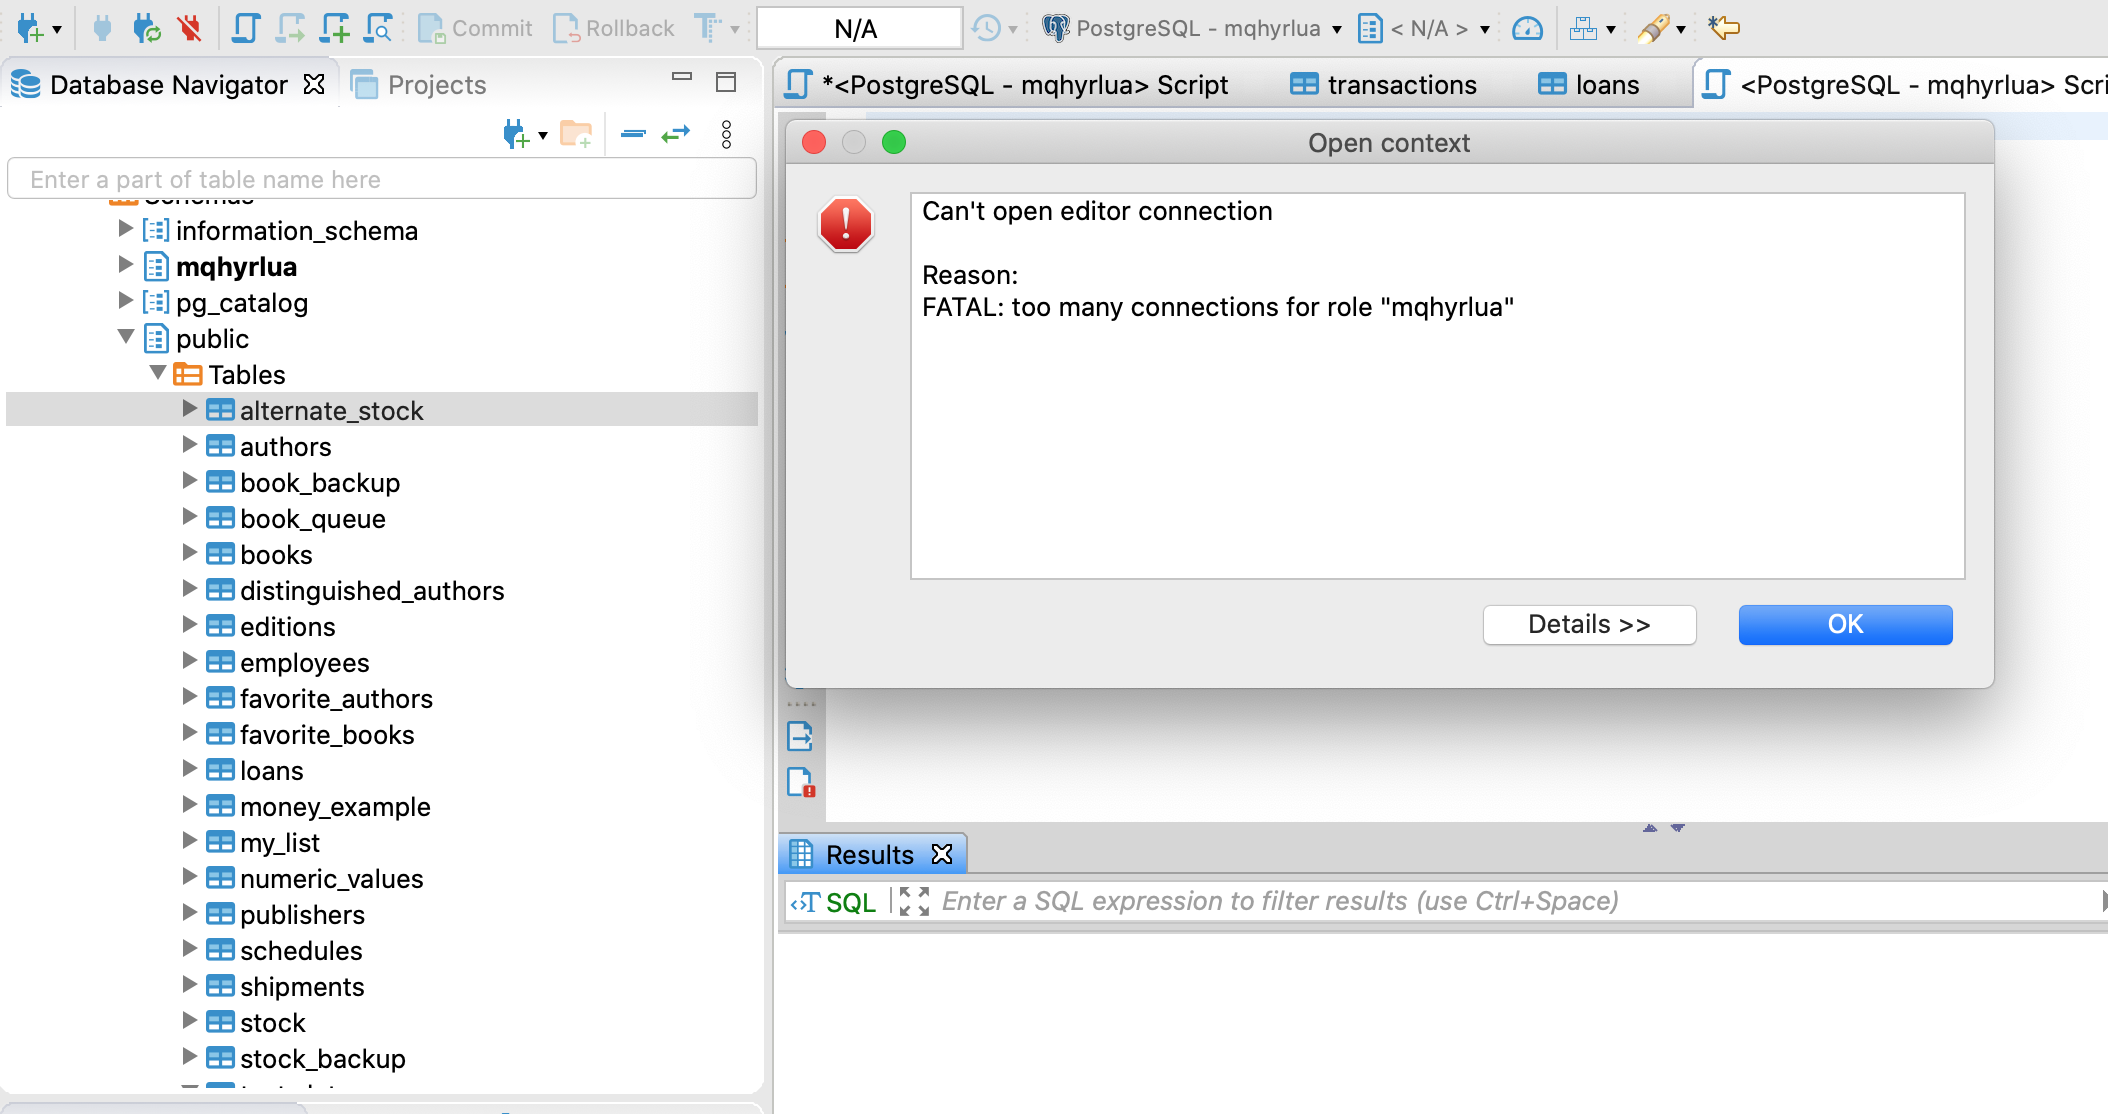 Commit
Rollback
N/A
PostgreSQL - mqhyrlua
< N/A >
Database Navigator
Projects
*<PostgreSQL - mqhyrlua> Script
transactions
loans
<PostgreSQL - mqhyrlua> Scri
Enter a part of table name here
Schemas
information_schema
mqhyrlua
pg_catalog
public
Tables
alternate_stock
authors
book_backup
book_queue
books
distinguished_authors
editions
employees
favorite_authors
favorite_books
loans
money_example
my_list
numeric_values
publishers
schedules
shipments
stock
stock_backup
Open context
Can't open editor connection
Reason:
FATAL: too many connections for role "mqhyrlua"
Details >>
OK
Results
SQL
Enter a SQL expression to filter results (use Ctrl+Space)